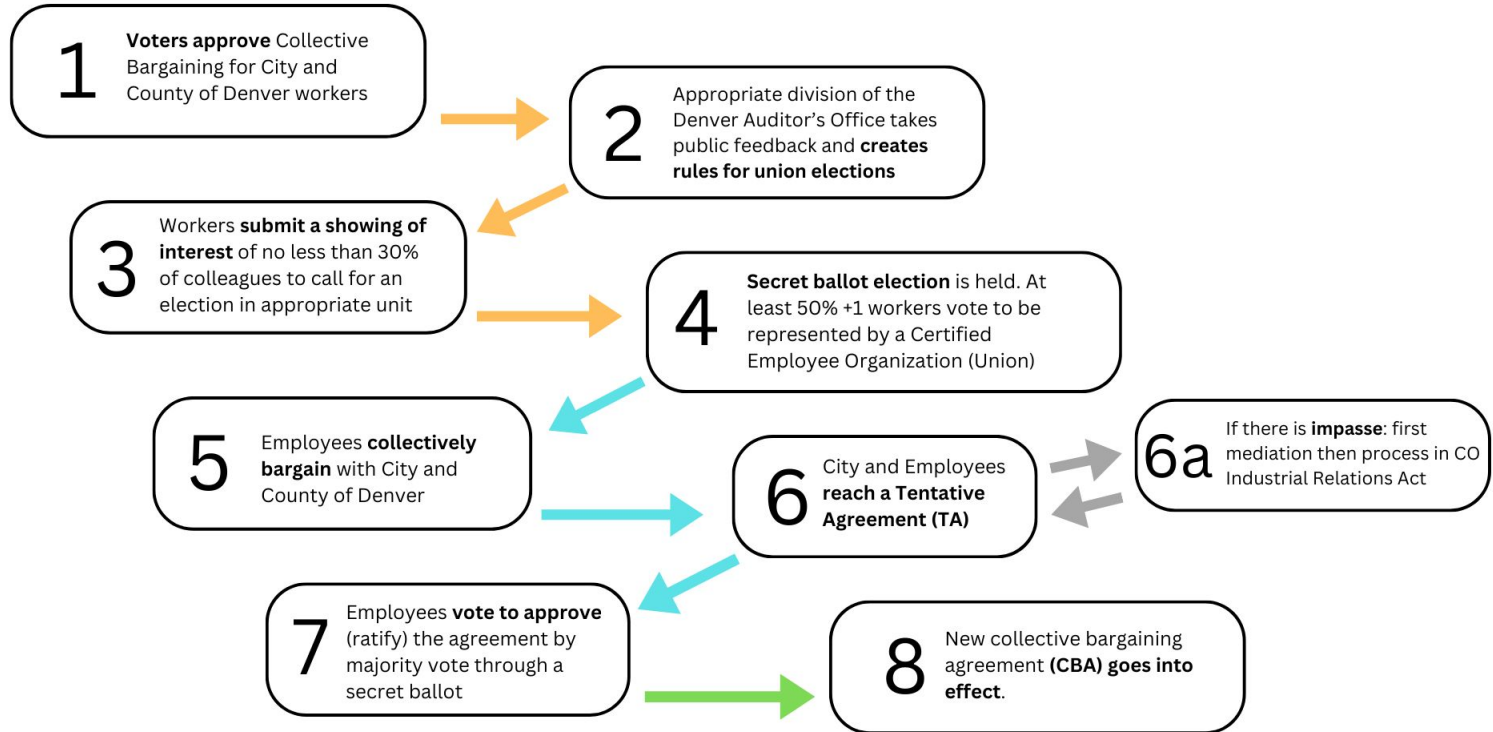 1
Voters approve Collective
Bargaining for City and
County of Denver workers
2
Appropriate division of the
Denver Auditor’s Office takes
public feedback and creates
rules for union elections
3
Workers submit a showing of
interest of no less than 30%
of colleagues to call for an
election in appropriate unit
4
Secret ballot election is held. At
least 50% +1 workers vote to be
represented by a Certified
Employee Organization (Union)
5
Employees collectively
bargain with City and
County of Denver
6
City and Employees
reach a Tentative
Agreement (TA)
6a
If there is impasse: first
mediation then process in CO
Industrial Relations Act
7
Employees vote to approve
(ratify) the agreement by
majority vote through a
secret ballot
8
New collective bargaining
agreement (CBA) goes into
effect.